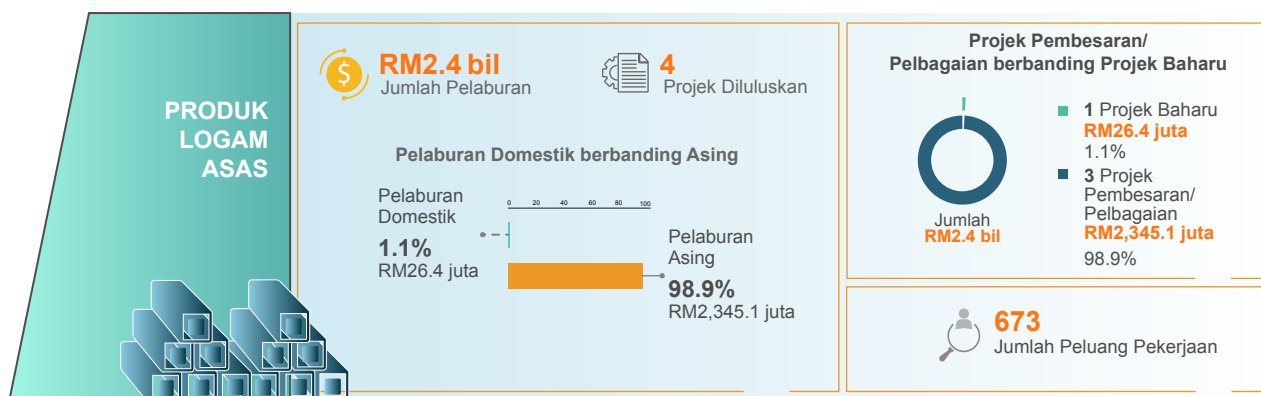 PRODUK
LOGAM
ASAS
RM2.4 bil
Jumlah Pelaburan
4
Projek Diluluskan
Pelaburan Domestik berbanding Asing
Pelaburan
Domestik
1.1%
RM26.4 juta
0 20 40 60 80 100
Pelaburan
Asing
98.9%
RM2,345.1 juta
Projek Pembesaran/
Pelbagaian berbanding Projek Baharu
Jumlah
RM2.4 bil
1 Projek Baharu
RM26.4 juta
1.1%
3 Projek
Pembesaran/
Pelbagaian
RM2,345.1 juta
98.9%
673
Jumlah Peluang Pekerjaan